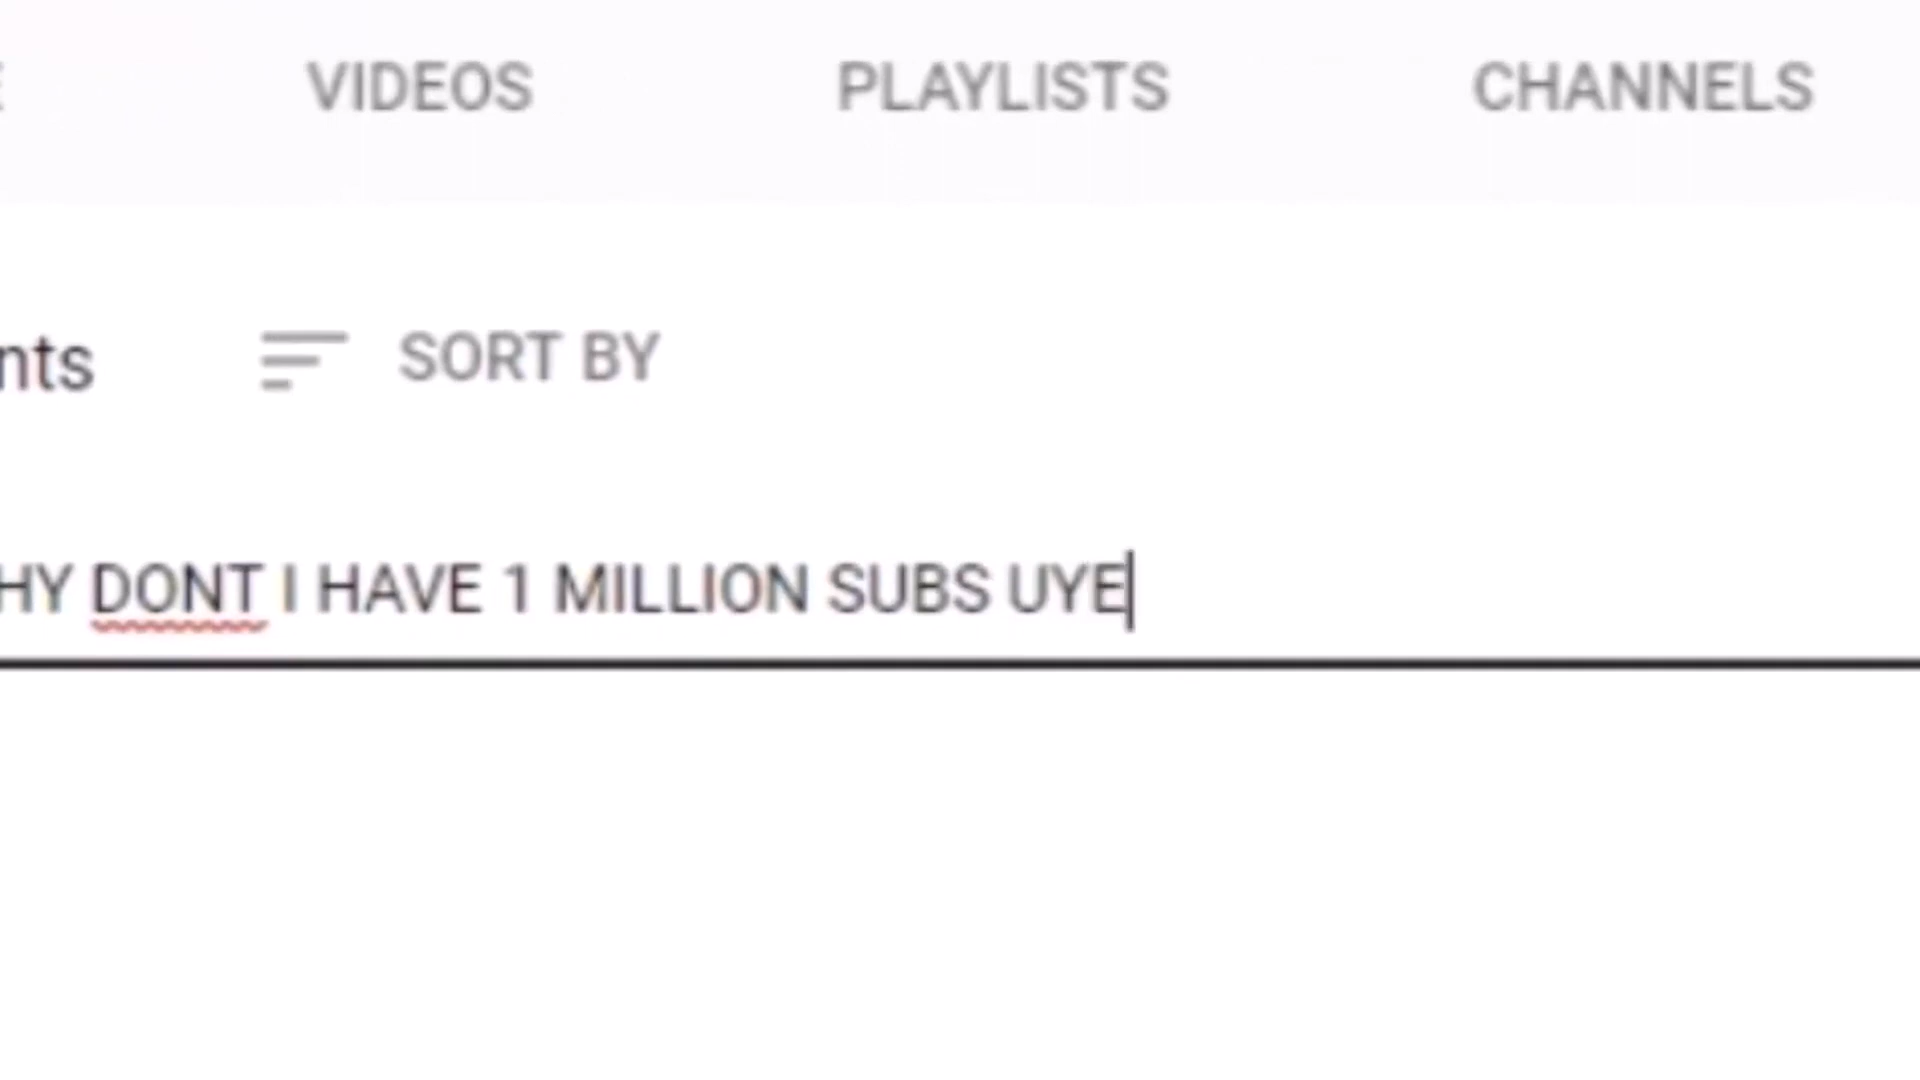 VIDEOS PLAYLISTS CHANNELS
nts SORT BY
HY DONT I HAVE 1 MILLION SUBS UYE